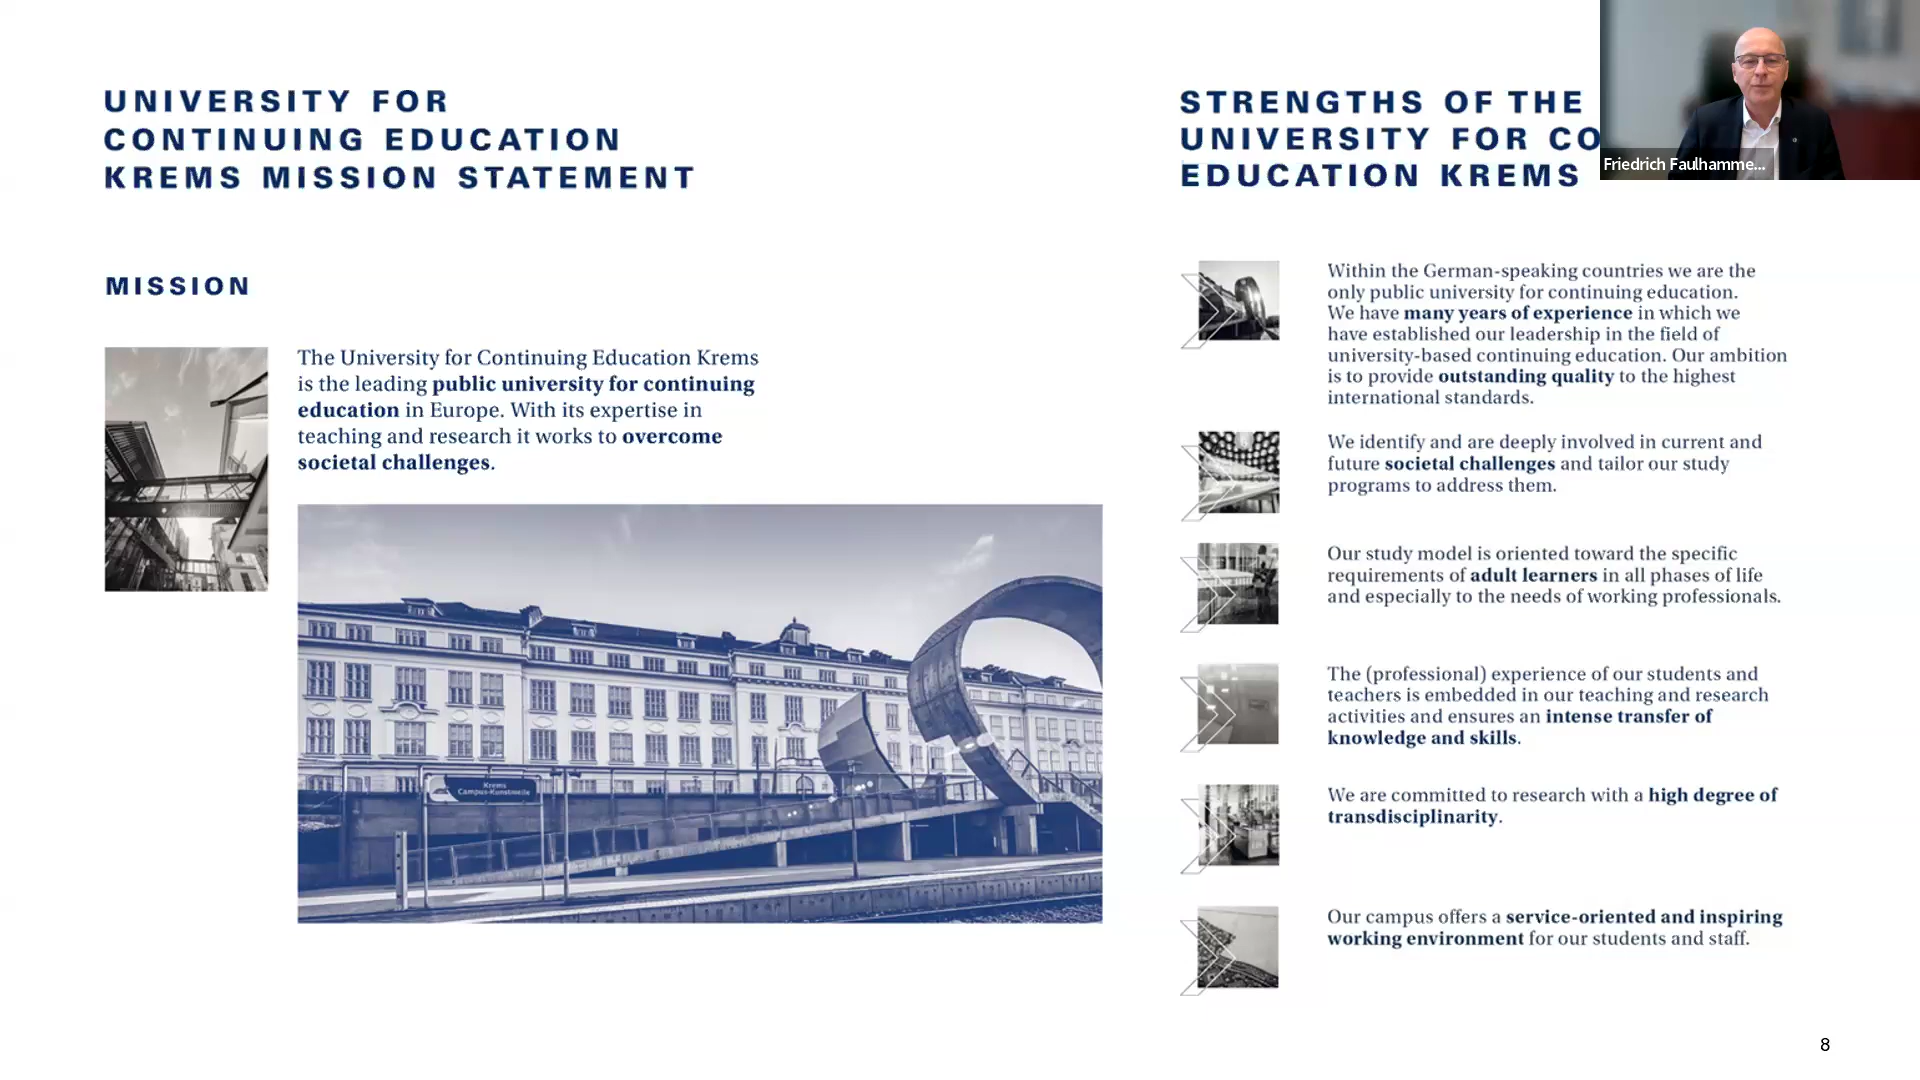 UNIVERSITY FOR
CONTINUING EDUCATION
KREMS MISSION STATEMENT
MISSION
The University for Continuing Education Krems
is the leading public university for continuing
education in Europe. With its expertise in
teaching and research it works to overcome
societal challenges.
Krems
Campus-Kunstmeile
STRENGTHS OF THE
UNIVERSITY FOR CO
EDUCATION KREMS
Friedrich Faulhamme...
Within the German-speaking countries we are the
only public university for continuing education.
We have many years of experience in which we
have established our leadership in the field of
university-based continuing education. Our ambition
is to provide outstanding quality to the highest
international standards.
We identify and are deeply involved in current and
future societal challenges and tailor our study
programs to address them.
Our study model is oriented toward the specific
requirements of adult learners in all phases of life
and especially to the needs of working professionals.
The (professional) experience of our students and
teachers is embedded in our teaching and research
activities and ensures an intense transfer of
knowledge and skills.
We are committed to research with a high degree of
transdisciplinarity.
Our campus offers a service-oriented and inspiring
working environment for our students and staff.
8